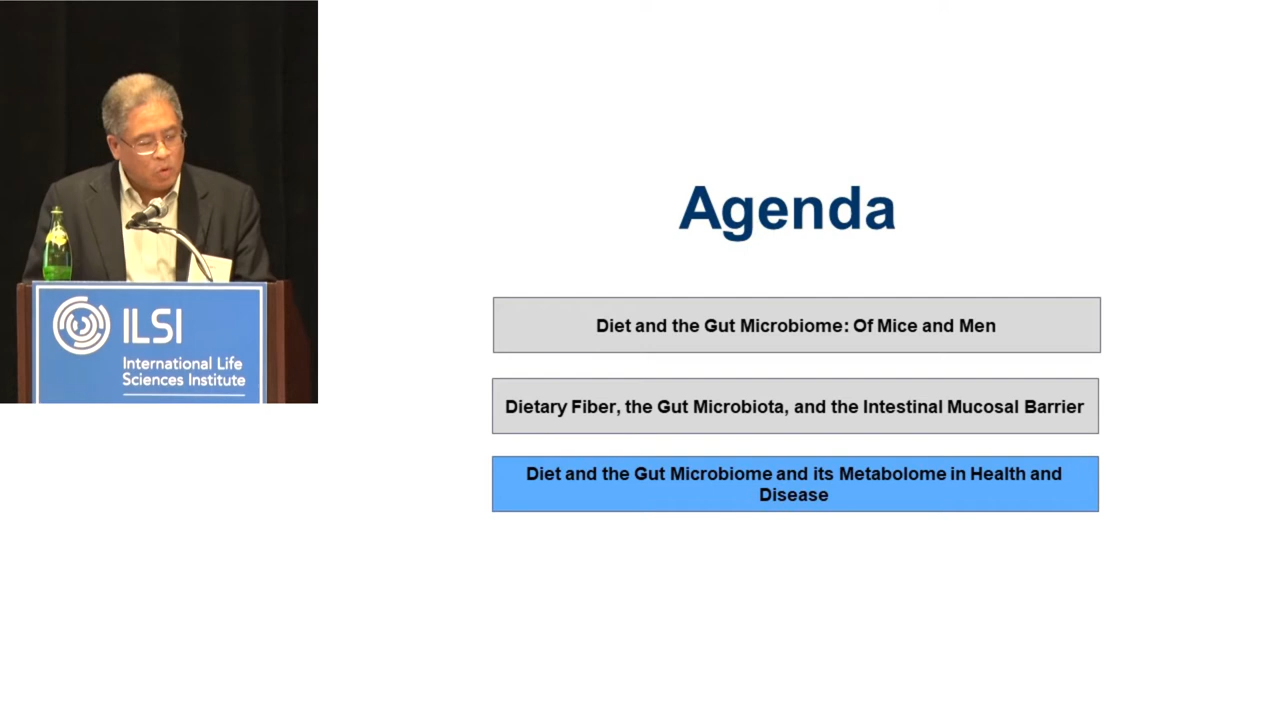 ILSI
International Life
Sciences Institute
Agenda
Diet and the Gut Microbiome: Of Mice and Men
Dietary Fiber, the Gut Microbiota, and the Intestinal Mucosal Barrier
Diet and the Gut Microbiome and its Metabolome in Health and
Disease